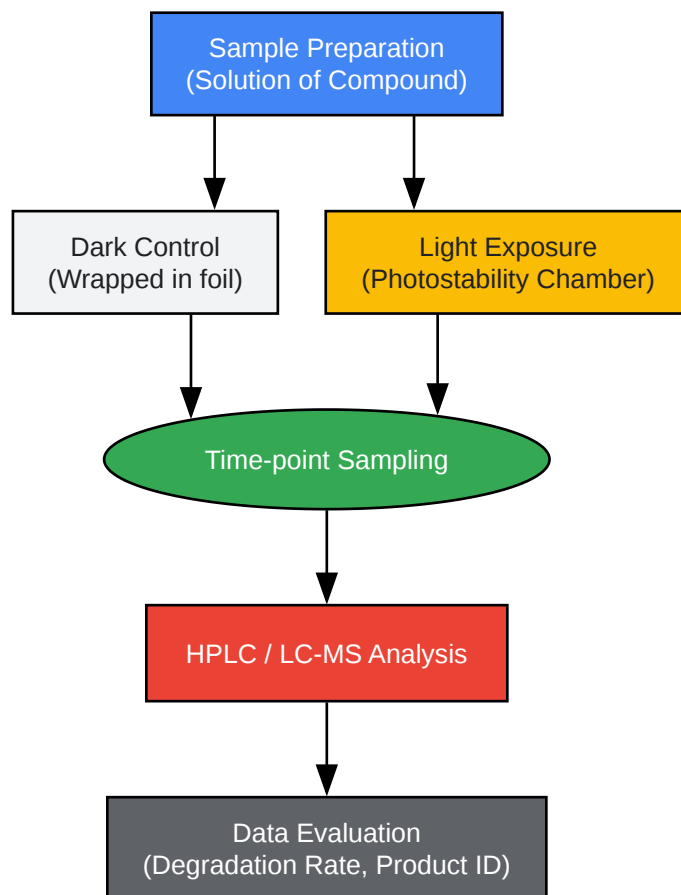 Sample Preparation
(Solution of Compound)
Dark Control
(Wrapped in foil)
Light Exposure
(Photostability Chamber)
Time-point Sampling
HPLC / LC-MS Analysis
Data Evaluation
(Degradation Rate, Product ID)